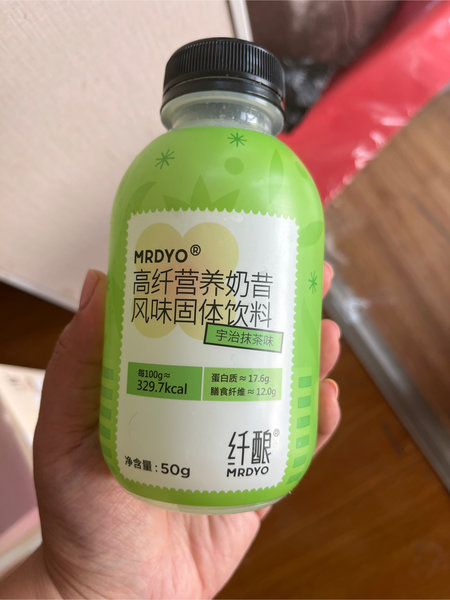 MRDYO®
高纤营养奶昔
风味固体饮料
宇治抹茶味
每100g≈
329.7kcal
蛋白质≈17.6g
膳食纤维≈12.0g
纤酿®
MRDYO
净含量:50g